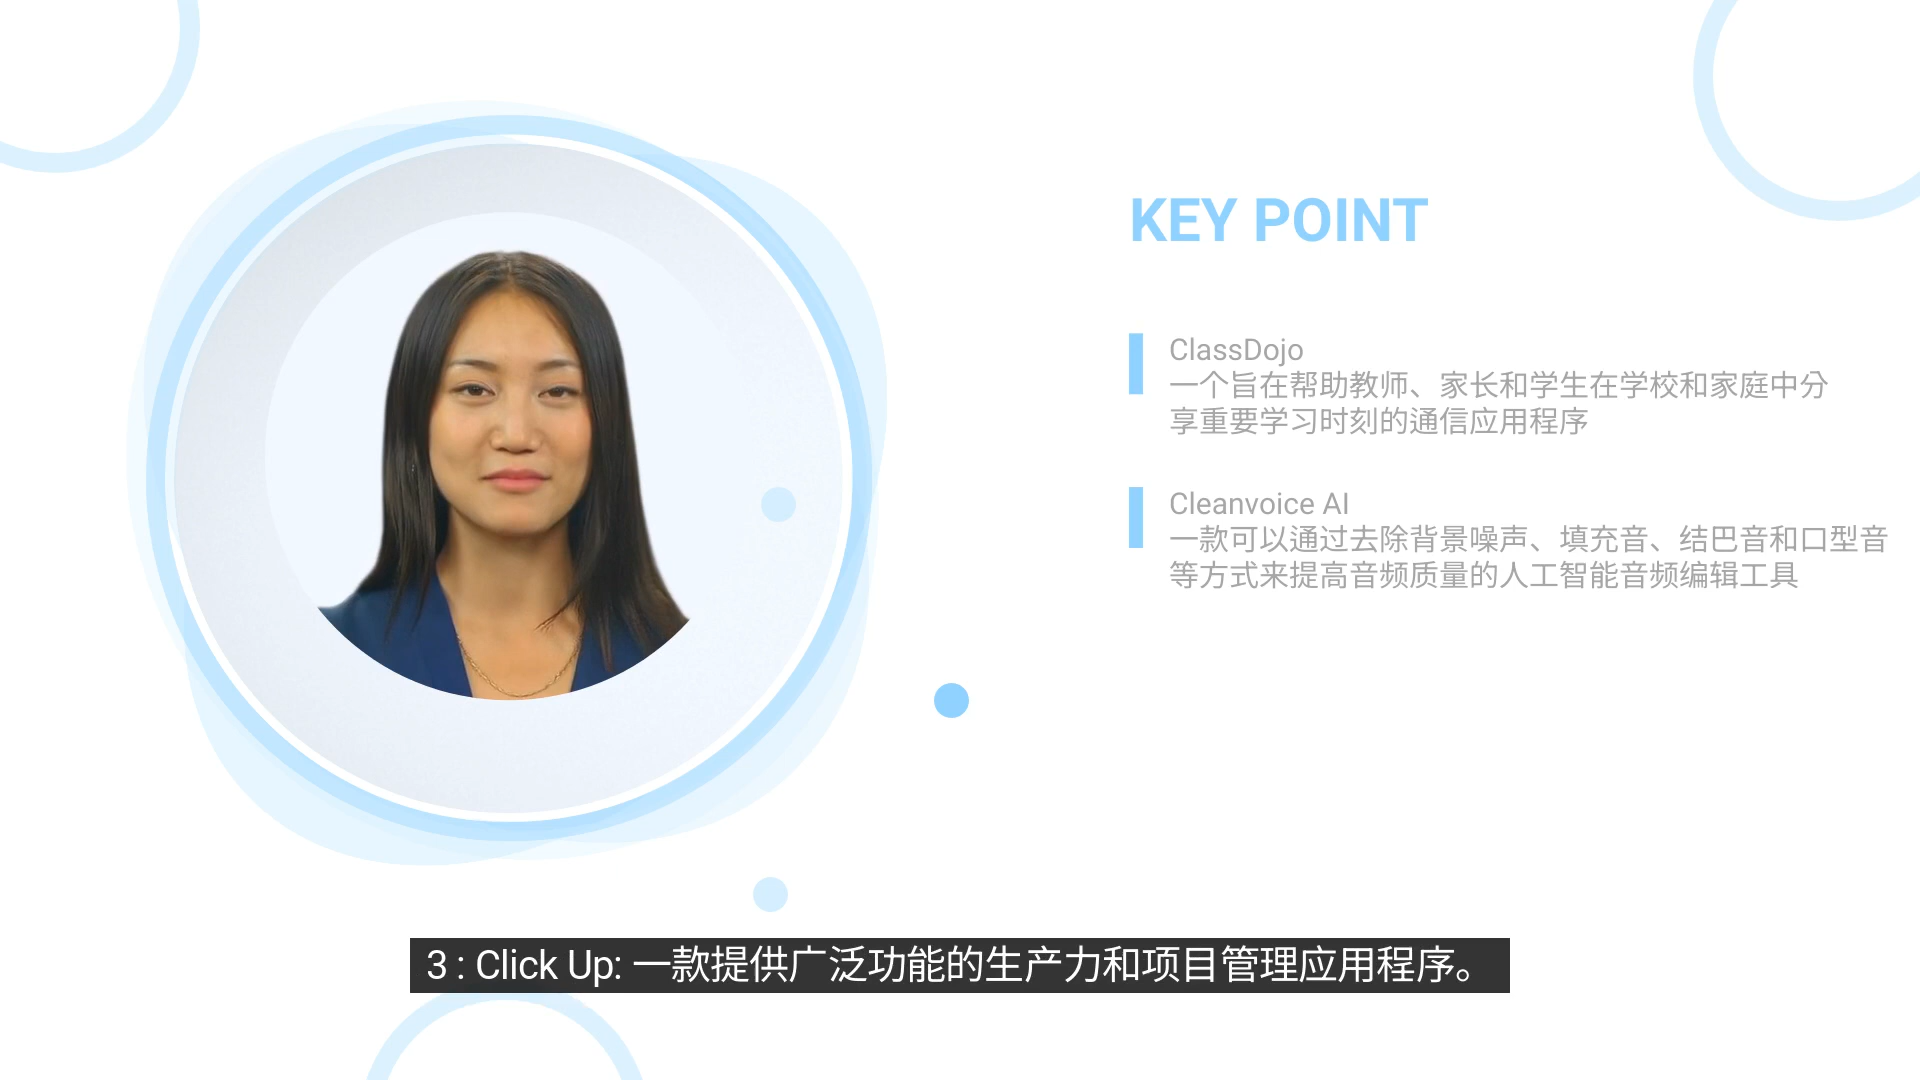 KEY POINT
ClassDojo
一个旨在帮助教师、家长和学生在学校和家庭中分
享重要学习时刻的通信应用程序
Cleanvoice AI
一款可以通过去除背景噪声、填充音、结巴音和口型音
等方式来提高音频质量的人工智能音频编辑工具
3 : Click Up: 一款提供广泛功能的生产力和项目管理应用程序。